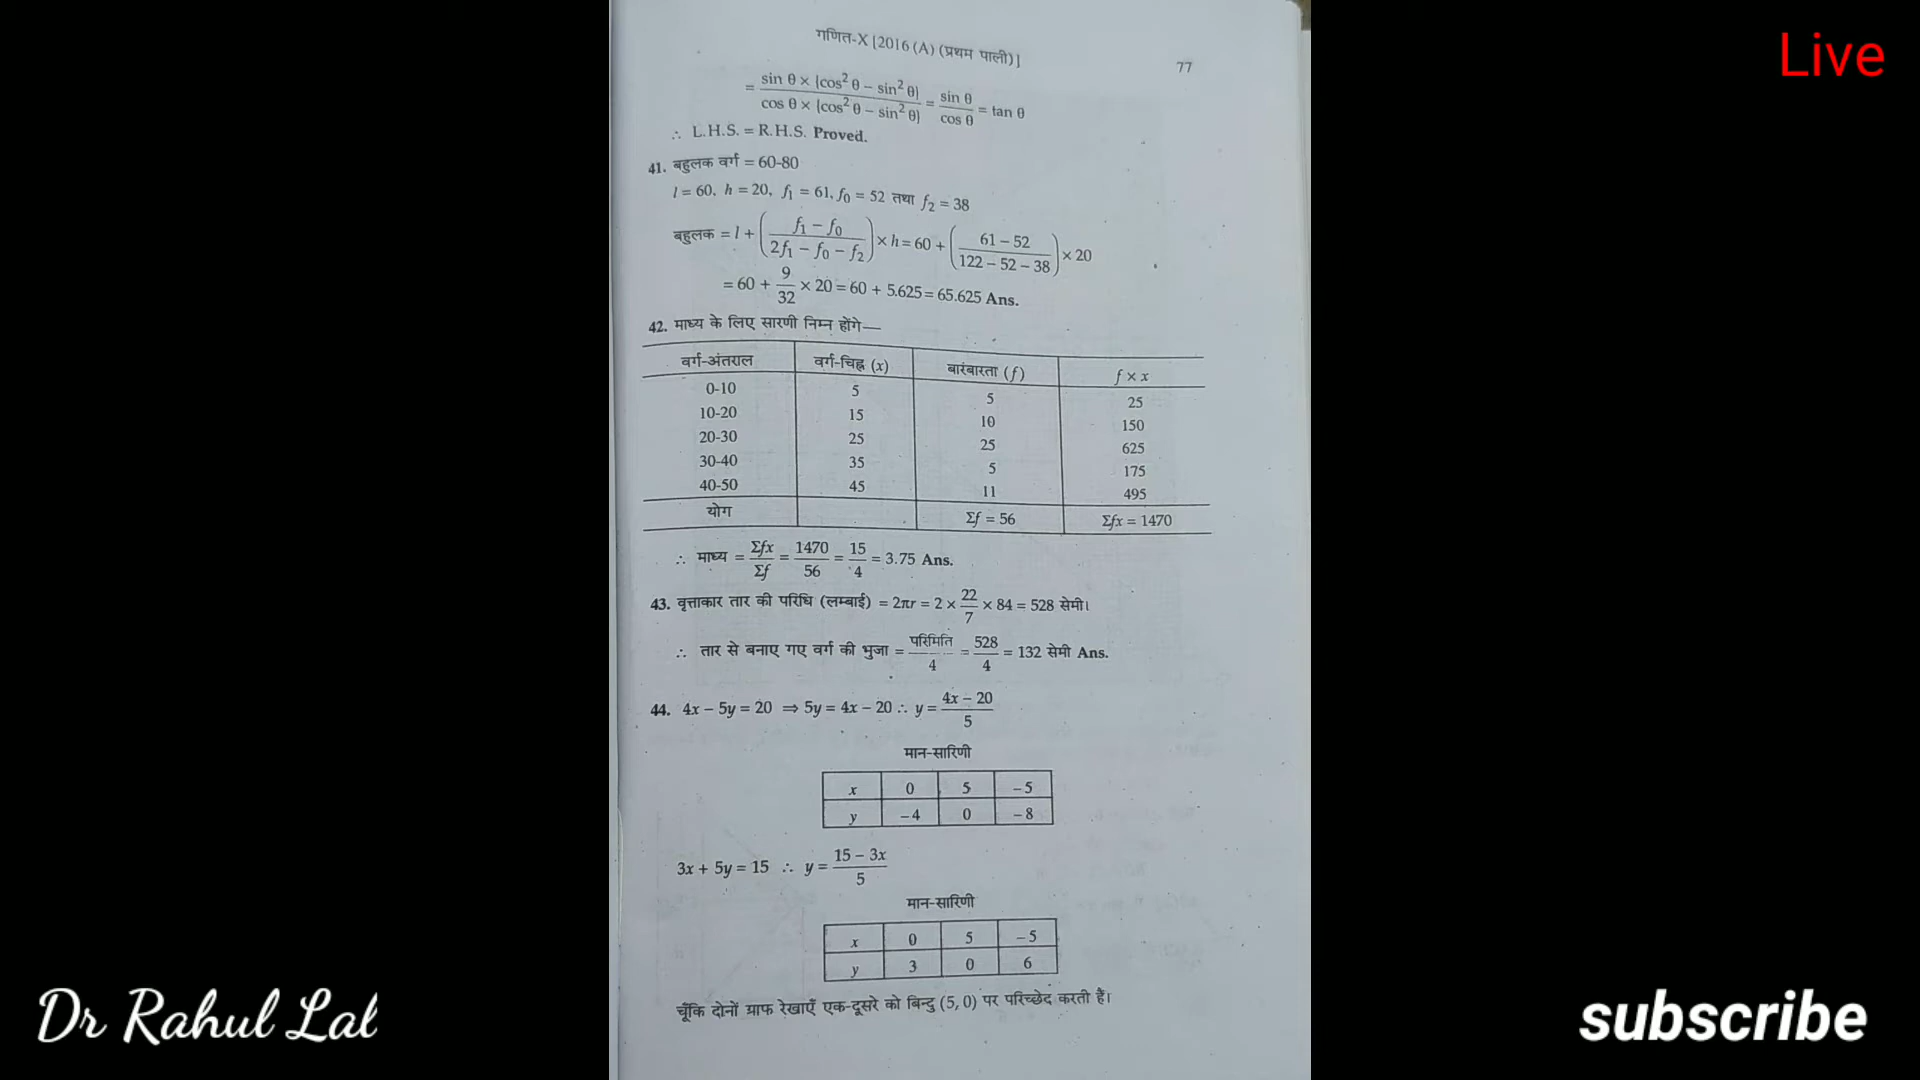 गणित-X [2016 (A) (प्रथम पाली)]
77
Live
= sin θ × {cos² θ – sin² θ} / cos θ × {cos² θ – sin² θ} = sin θ / cos θ = tan θ
∴ L.H.S. = R.H.S. Proved.
41. बहुलक वर्ग = 60-80
l = 60, h = 20, f₁ = 61, f₀ = 52 तथा f₂ = 38
बहुलक = l + (f₁ – f₀ / 2f₁ – f₀ – f₂) × h = 60 + (61 – 52 / 122 – 52 – 38) × 20
= 60 + 9/32 × 20 = 60 + 5.625 = 65.625 Ans.
42. माध्य के लिए सारणी निम्न होंगे—
वर्ग-अंतराल वर्ग-चिह्न (x) बारंबारता (f) f × x
0-10 5 5 25
10-20 15 10 150
20-30 25 25 625
30-40 35 5 175
40-50 45 11 495
योग Σf = 56 Σfx = 1470
∴ माध्य = Σfx / Σf = 1470 / 56 = 15 / 4 = 3.75 Ans.
43. वृत्ताकार तार की परिधि (लम्बाई) = 2πr = 2 × 22/7 × 84 = 528 सेमी।
∴ तार से बनाए गए वर्ग की भुजा = परिमिति / 4 = 528 / 4 = 132 सेमी Ans.
44. 4x – 5y = 20 ⇒ 5y = 4x – 20 ∴ y = 4x – 20 / 5
मान-सारिणी
x 0 5 – 5
y – 4 0 – 8
3x + 5y = 15 ∴ y = 15 – 3x / 5
मान-सारिणी
x 0 5 – 5
y 3 0 6
चूँकि दोनों ग्राफ रेखाएँ एक-दूसरे को बिन्दु (5, 0) पर परिच्छेद करती हैं।
Dr Rahul Lal
subscribe